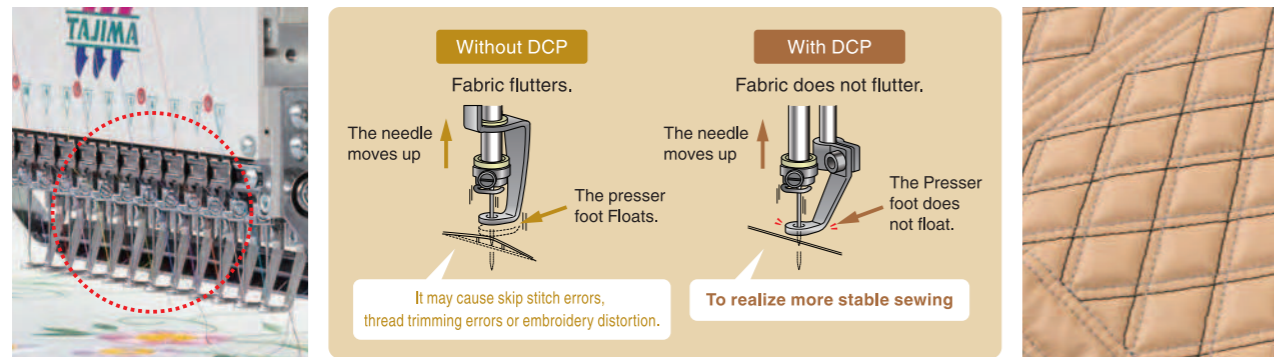 TAJIMA
Without DCP
Fabric flutters.
The needle
moves up
The presser
foot Floats.
It may cause skip stitch errors,
thread trimming errors or embroidery distortion.
With DCP
Fabric does not flutter.
The needle
moves up
The Presser
foot does
not float.
To realize more stable sewing